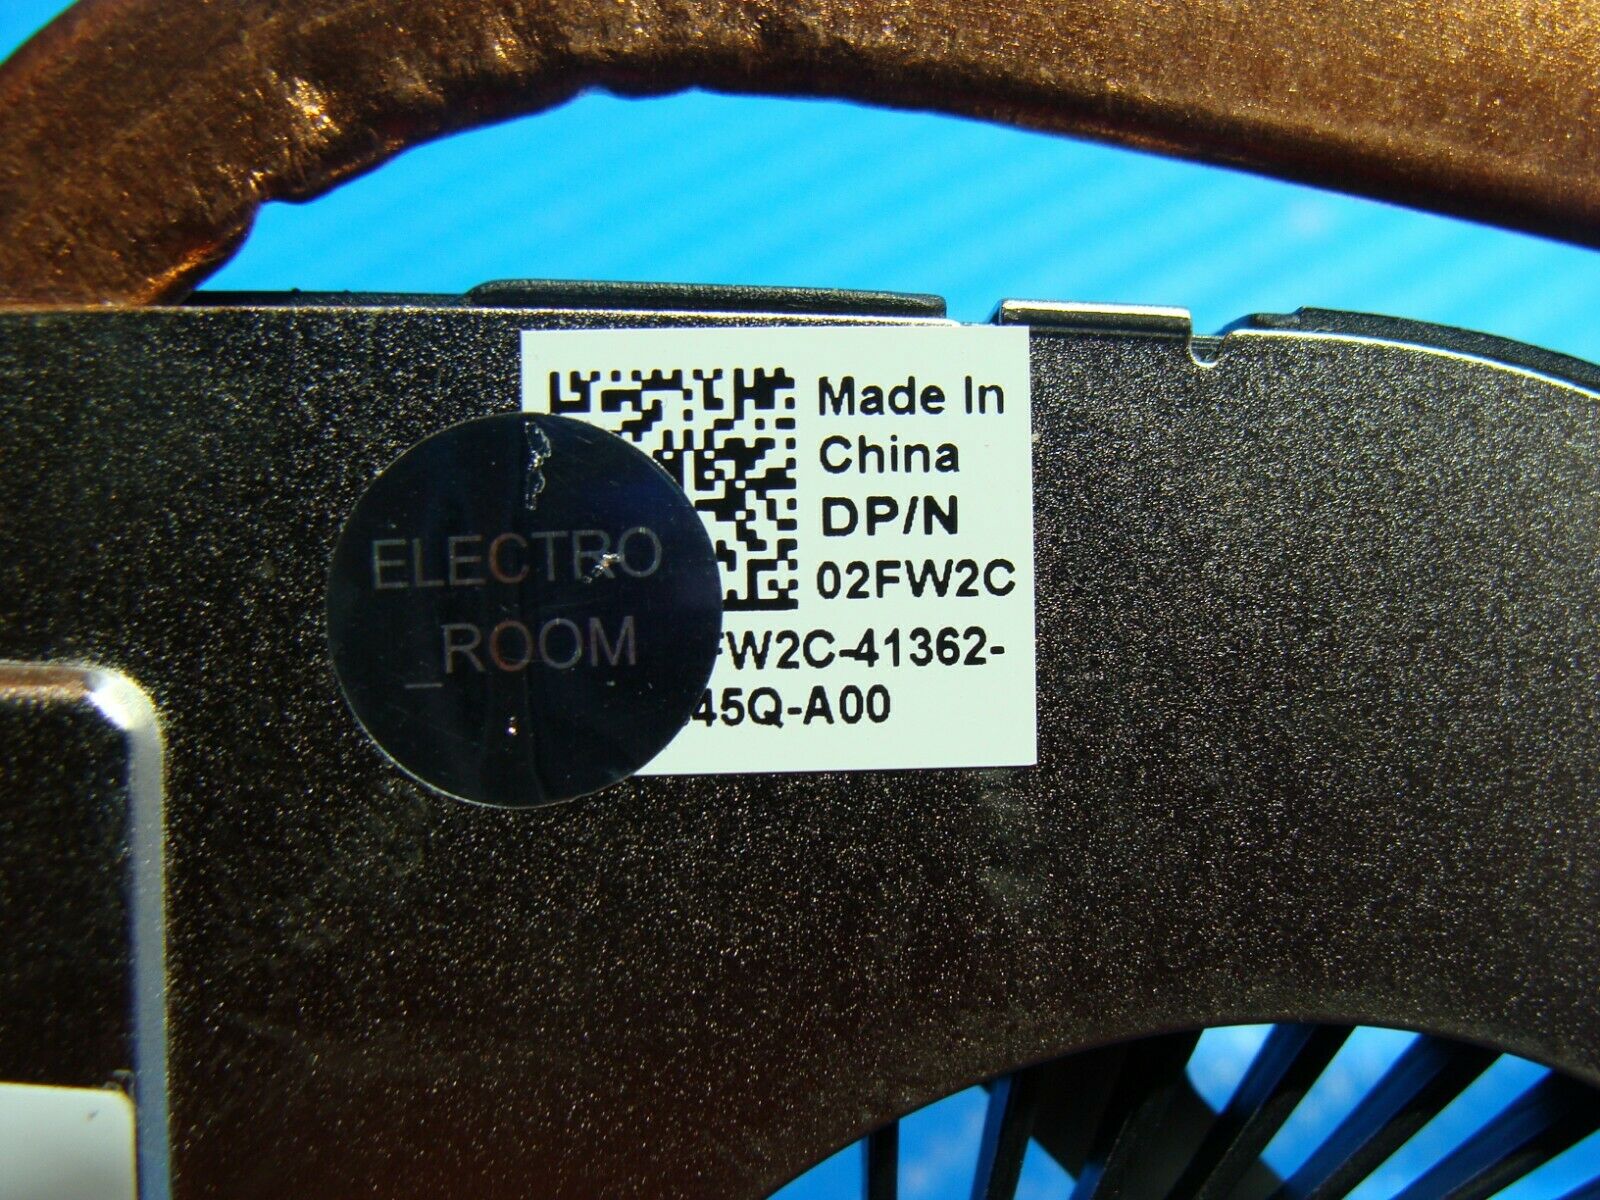 Made In
China
DP/N
02FW2C
FW2C-41362-
45Q-A00
ELECTRO
_ROOM